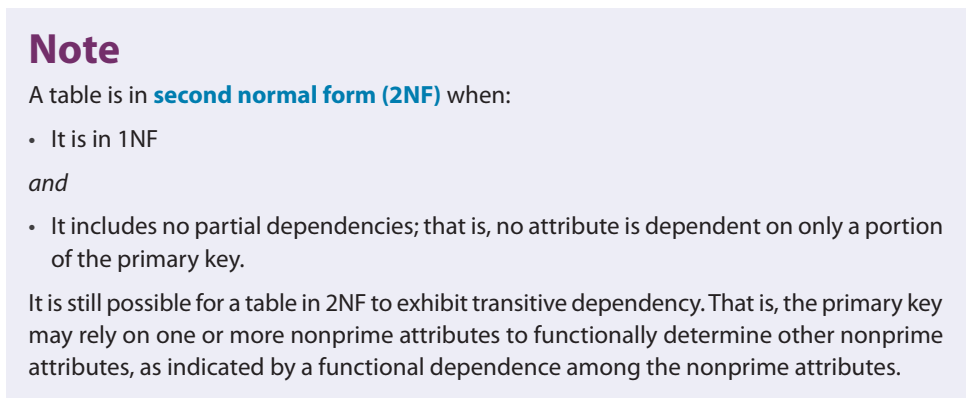 Note
A table is in second normal form (2NF) when:
• It is in 1NF
and
• It includes no partial dependencies; that is, no attribute is dependent on only a portion
of the primary key.
It is still possible for a table in 2NF to exhibit transitive dependency. That is, the primary key
may rely on one or more nonprime attributes to functionally determine other nonprime
attributes, as indicated by a functional dependence among the nonprime attributes.